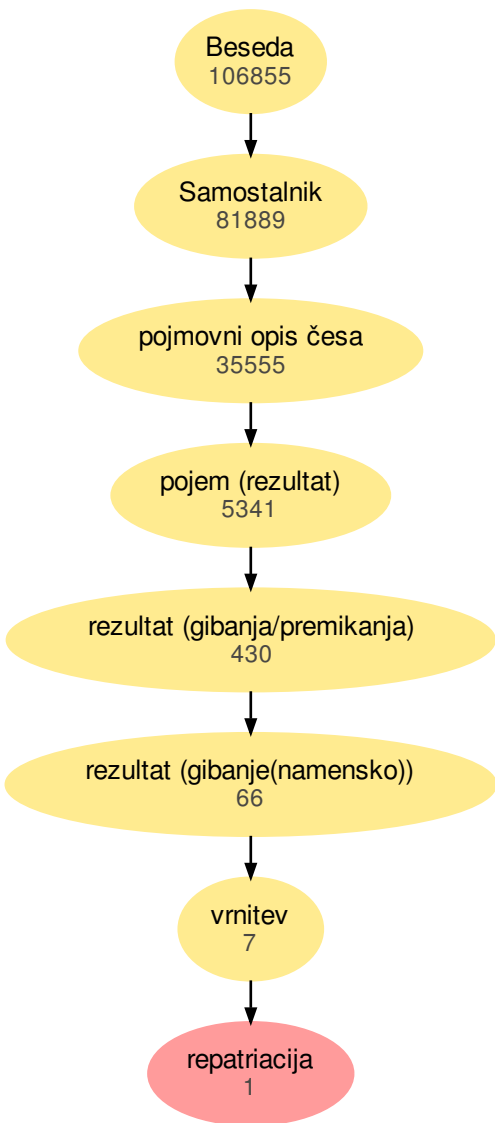 Beseda
106855
Samostalnik
81889
pojmovni opis česa
35555
pojem (rezultat)
5341
rezultat (gibanja/premikanja)
430
rezultat (gibanje(namensko))
66
vrnitev
7
repatriacija
1